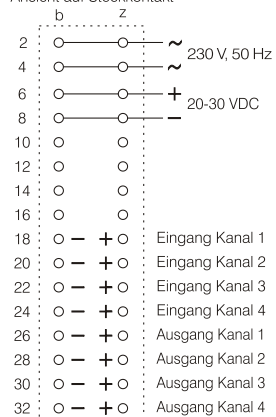 Ansicht auf Steckkontakt
b z
2 ~
230 V, 50 Hz
4 ~
6 +
20-30 VDC
8 −
10
12
14
16
18 − + Eingang Kanal 1
20 − + Eingang Kanal 2
22 − + Eingang Kanal 3
24 − + Eingang Kanal 4
26 − + Ausgang Kanal 1
28 − + Ausgang Kanal 2
30 − + Ausgang Kanal 3
32 − + Ausgang Kanal 4